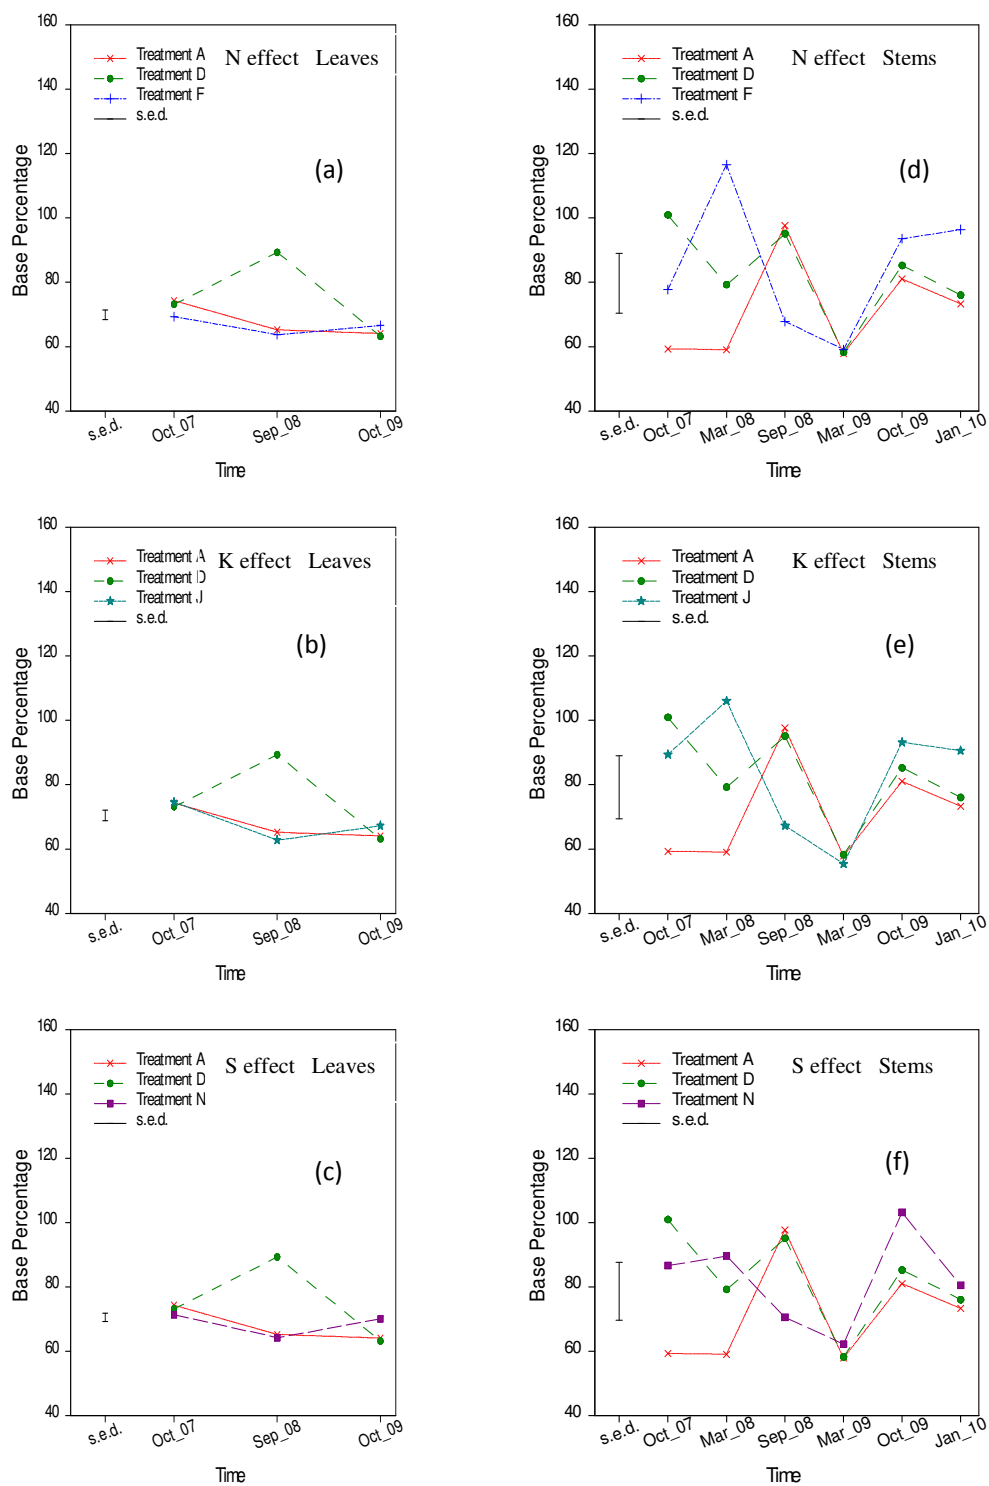 160
140
120
100
80
60
40
Base Percentage
Treatment A
Treatment D
Treatment F
s.e.d.
N effect Leaves
(a)
s.e.d.
Oct_07
Sep_08
Oct_09
Time
160
140
120
100
80
60
40
Base Percentage
Treatment A
Treatment D
Treatment F
s.e.d.
N effect Stems
(d)
s.e.d.
Oct_07
Mar_08
Sep_08
Mar_09
Oct_09
Jan_10
Time
160
140
120
100
80
60
40
Base Percentage
Treatment A
Treatment D
Treatment J
s.e.d.
K effect Leaves
(b)
s.e.d.
Oct_07
Sep_08
Oct_09
Time
160
140
120
100
80
60
40
Base Percentage
Treatment A
Treatment D
Treatment J
s.e.d.
K effect Stems
(e)
s.e.d.
Oct_07
Mar_08
Sep_08
Mar_09
Oct_09
Jan_10
Time
160
140
120
100
80
60
40
Base Percentage
Treatment A
Treatment D
Treatment N
s.e.d.
S effect Leaves
(c)
s.e.d.
Oct_07
Sep_08
Oct_09
Time
160
140
120
100
80
60
40
Base Percentage
Treatment A
Treatment D
Treatment N
s.e.d.
S effect Stems
(f)
s.e.d.
Oct_07
Mar_08
Sep_08
Mar_09
Oct_09
Jan_10
Time